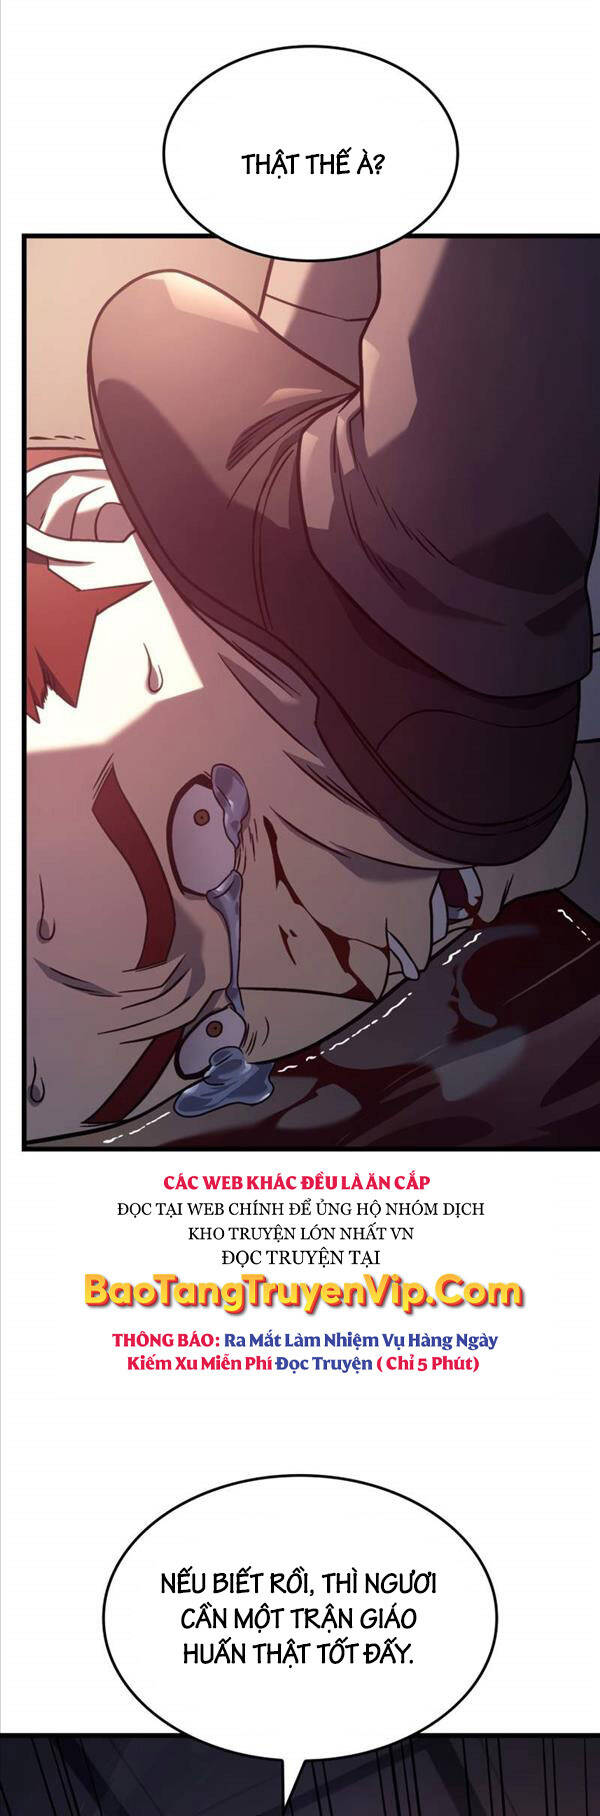 THẬT THẾ À?
CÁC WEB KHÁC ĐỀU LÀ ĂN CẮP
ĐỌC TẠI WEB CHÍNH ĐỂ ỦNG HỘ NHÓM DỊCH
KHO TRUYỆN LỚN NHẤT VN
ĐỌC TRUYỆN TẠI
BaoTangTruyenVip.Com
THÔNG BÁO: Ra Mắt Làm Nhiệm Vụ Hàng Ngày
Kiếm Xu Miễn Phí Đọc Truyện ( Chỉ 5 Phút)
NẾU BIẾT RỒI, THÌ NGƯƠI
CẦN MỘT TRẬN GIÁO
HUẤN THẬT TỐT ĐẤY.